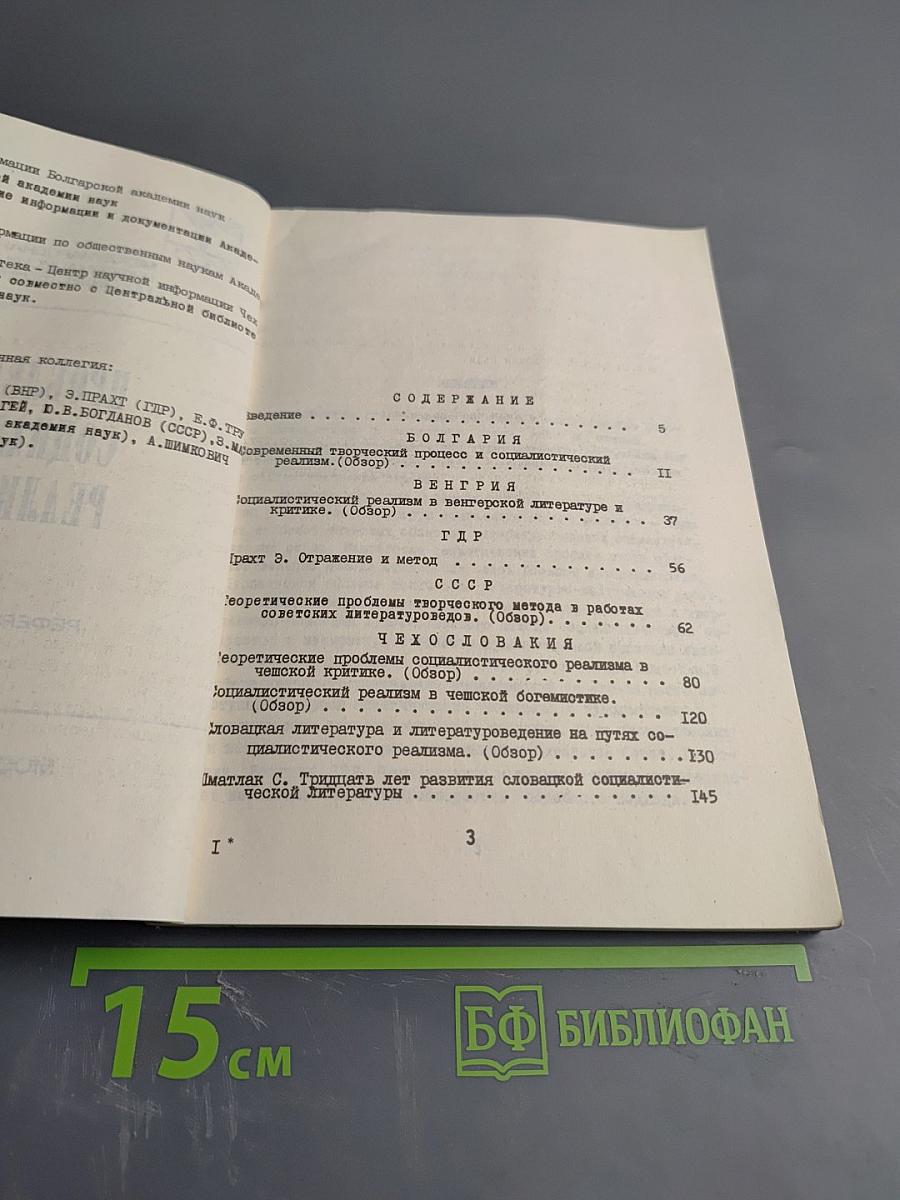 мации Болгарской академии наук
й академии наук
ие информации и документации Акаде-
рмации по общественным наукам Акаде
тека - Центр научной информации Чех
совместно с Центральной библиоте
наук.
нная коллегия:
(ВНР), Э.ПРАХТ (ГДР), Е.Ф.ТРУ
ГЕЙ, Ю.В.БОГДАНОВ (СССР), З.МА
академия наук), А.ШИМКОВИЧ
ук).
СОДЕРЖАНИЕ
Введение . . . . . . . . . . . . . . . . . . 5
БОЛГАРИЯ
Современный творческий процесс и социалистический
реализм.(Обзор) . . . . . . . . . . . . . . . . II
ВЕНГРИЯ
Социалистический реализм в венгерской литературе и
критике. (Обзор) . . . . . . . . . . . . . . . . 37
ГДР
Прахт Э. Отражение и метод . . . . . . . . . . . . 56
СССР
Теоретические проблемы творческого метода в работах
советских литературоведов. (Обзор). . . . . . . 62
ЧЕХОСЛОВАКИЯ
Теоретические проблемы социалистического реализма в
чешской критике. (Обзор) . . . . . . . . . . . . 80
Социалистический реализм в чешской богемистике.
(Обзор) . . . . . . . . . . . . . . . . . . . I20
Словацкая литература и литературоведение на путях со-
циалистического реализма. (Обзор) . . . . . . . .I30
Шматлак С. Тридцать лет развития словацкой социалисти-
ческой литературы . . . . . . . . . . . . . . . I45
I *
3
15 см
БФ БИБЛИОФАН